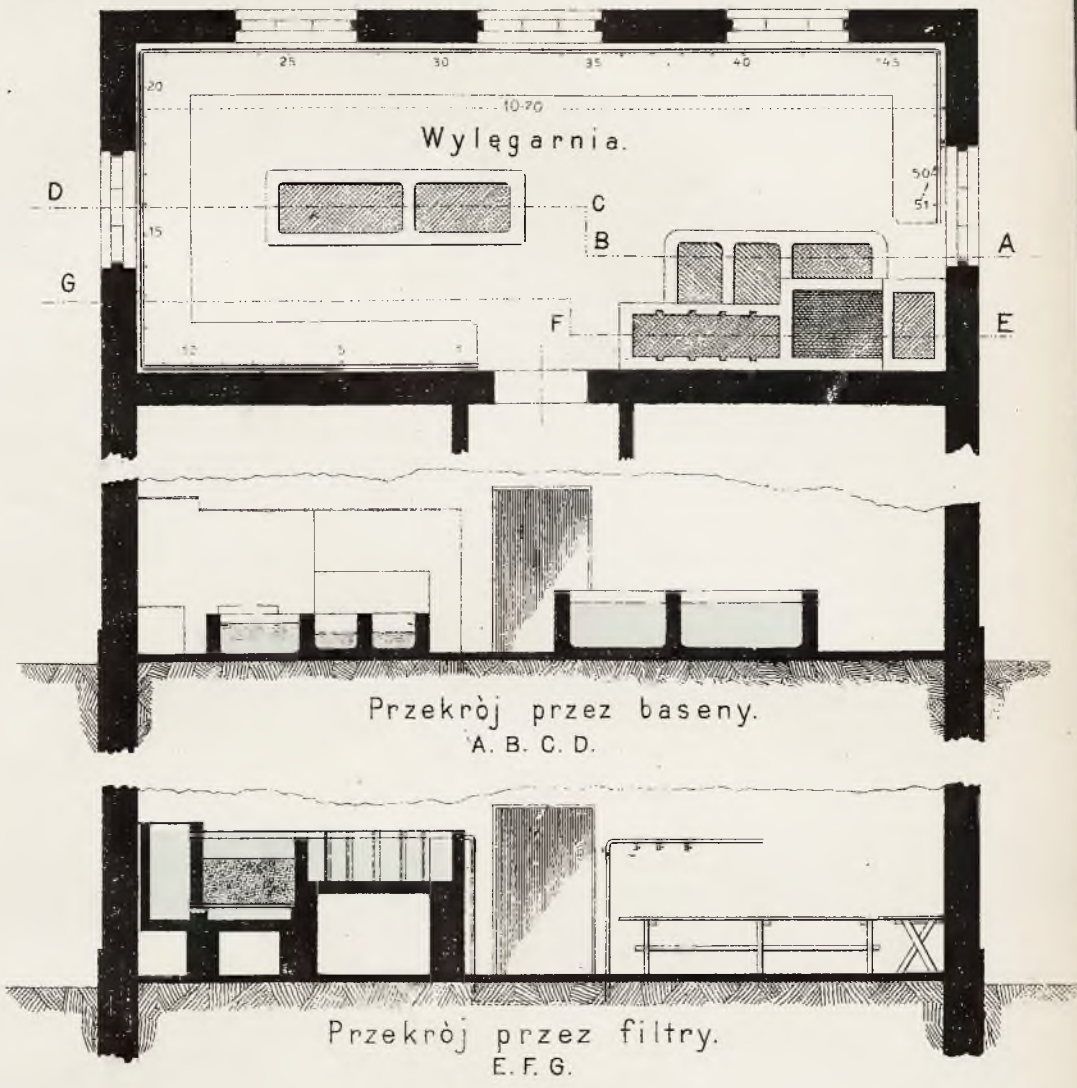 25 30 35 40 45
20
10-70
Wylęgarnia.
50
51
D C
15
B A
G
F E
10 5 1
Przekròj przez baseny.
A. B. C. D.
Przekròj przez filtry.
E. F. G.